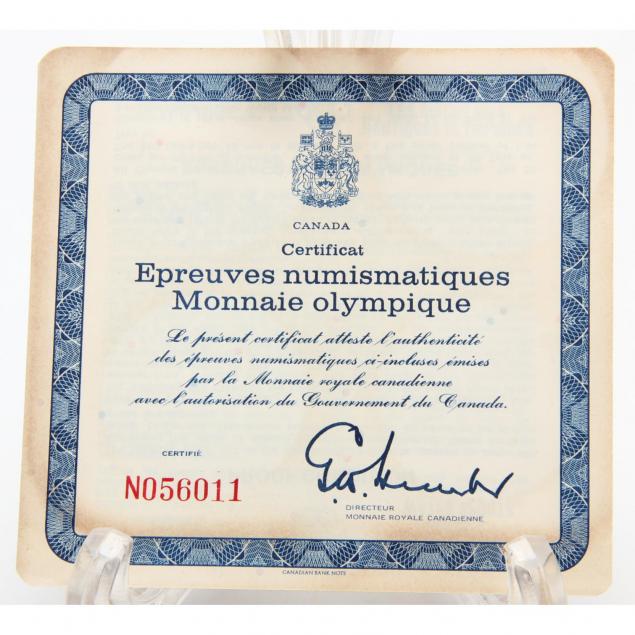 CANADA
Certificat
Epreuves numismatiques
Monnaie olympique
Le présent certificat atteste l'authenticité
des épreuves numismatiques ci-incluses émises
par la Monnaie royale canadienne
avec l'autorisation du Gouvernement du Canada.
CERTIFIÉ
N056011
DIRECTEUR
MONNAIE ROYALE CANADIENNE
CANADIAN BANK NOTE